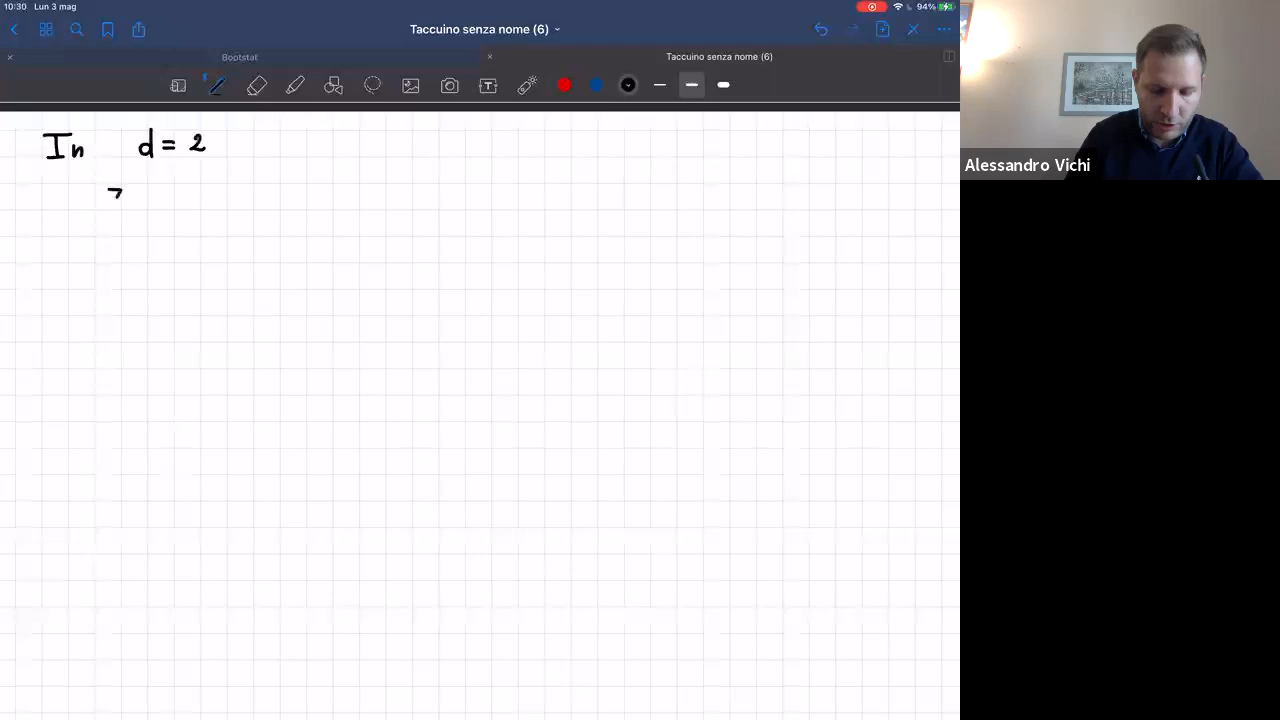 10:30 Lun 3 mag 94%
Taccuino senza nome (6)
Bootstat Taccuino senza nome (6)
In d = 2
Alessandro Vichi